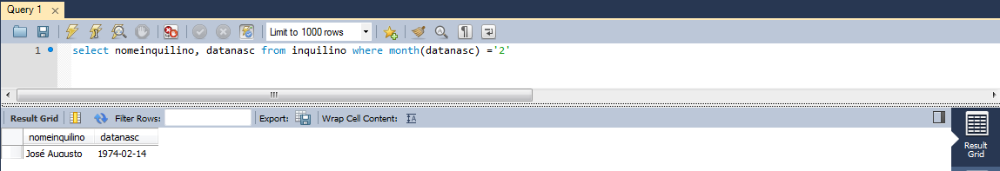 Query 1
Limit to 1000 rows
1 select nomeinquilino, datanasc from inquilino where month(datanasc) ='2'
Result Grid Filter Rows: Export: Wrap Cell Content:
nomeinquilino datanasc
José Augusto 1974-02-14
Result
Grid